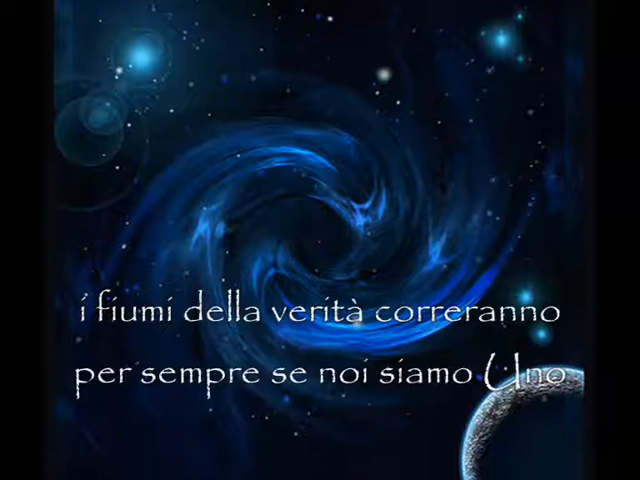 i fiumi della verità correranno
per sempre se noi siamo Uno